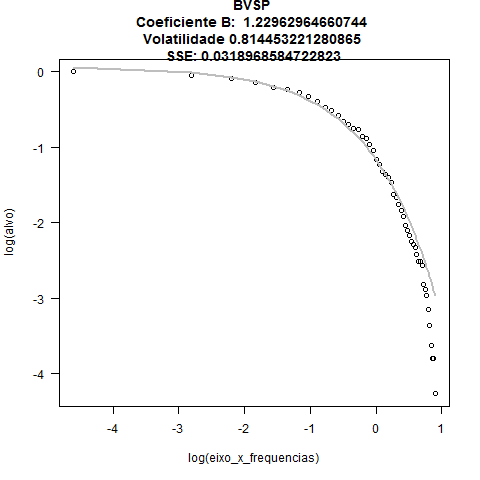 BVSP
Coeficiente B: 1.22962964660744
Volatilidade 0.814453221280865
SSE: 0.0318968584722823
0
-1
-2
-3
-4
log(alvo)
-4 -3 -2 -1 0 1
log(eixo_x_frequencias)